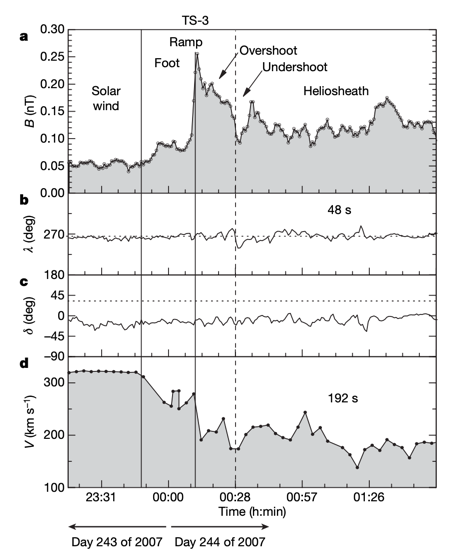 TS-3
a
0.30
0.25
0.20
0.15
0.10
0.05
0.00
B (nT)
Solar
wind
Foot
Ramp
Overshoot
Undershoot
Heliosheath
b
270
180
λ (deg)
48 s
c
45
0
–45
–90
δ (deg)
d
300
200
100
V (km s⁻¹)
192 s
23:31 00:00 00:28 00:57 01:26
Time (h:min)
Day 243 of 2007 Day 244 of 2007